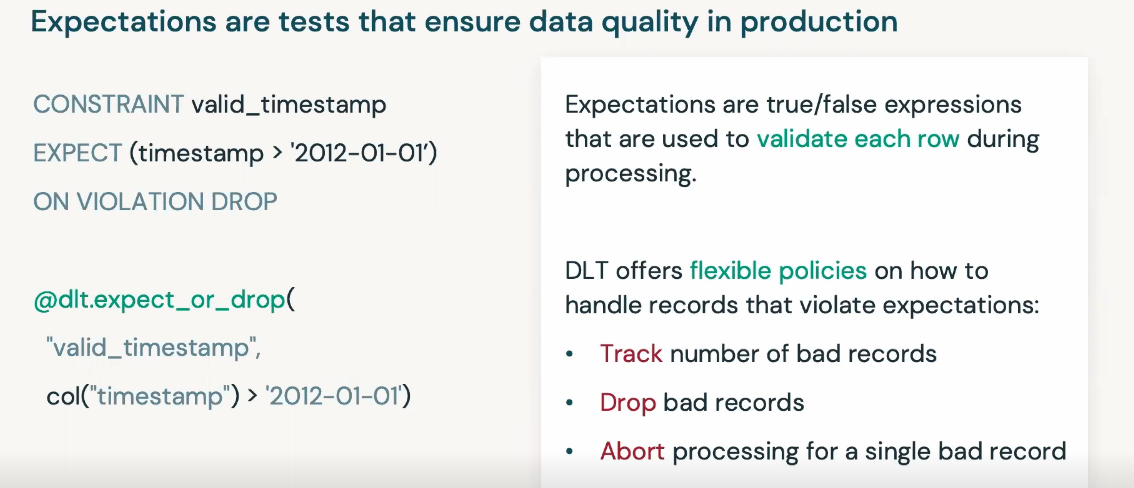 Expectations are tests that ensure data quality in production
CONSTRAINT valid_timestamp
EXPECT (timestamp > '2012-01-01’)
ON VIOLATION DROP
@dlt.expect_or_drop(
"valid_timestamp",
col("timestamp") > '2012-01-01')
Expectations are true/false expressions
that are used to validate each row during
processing.
DLT offers flexible policies on how to
handle records that violate expectations:
• Track number of bad records
• Drop bad records
• Abort processing for a single bad record